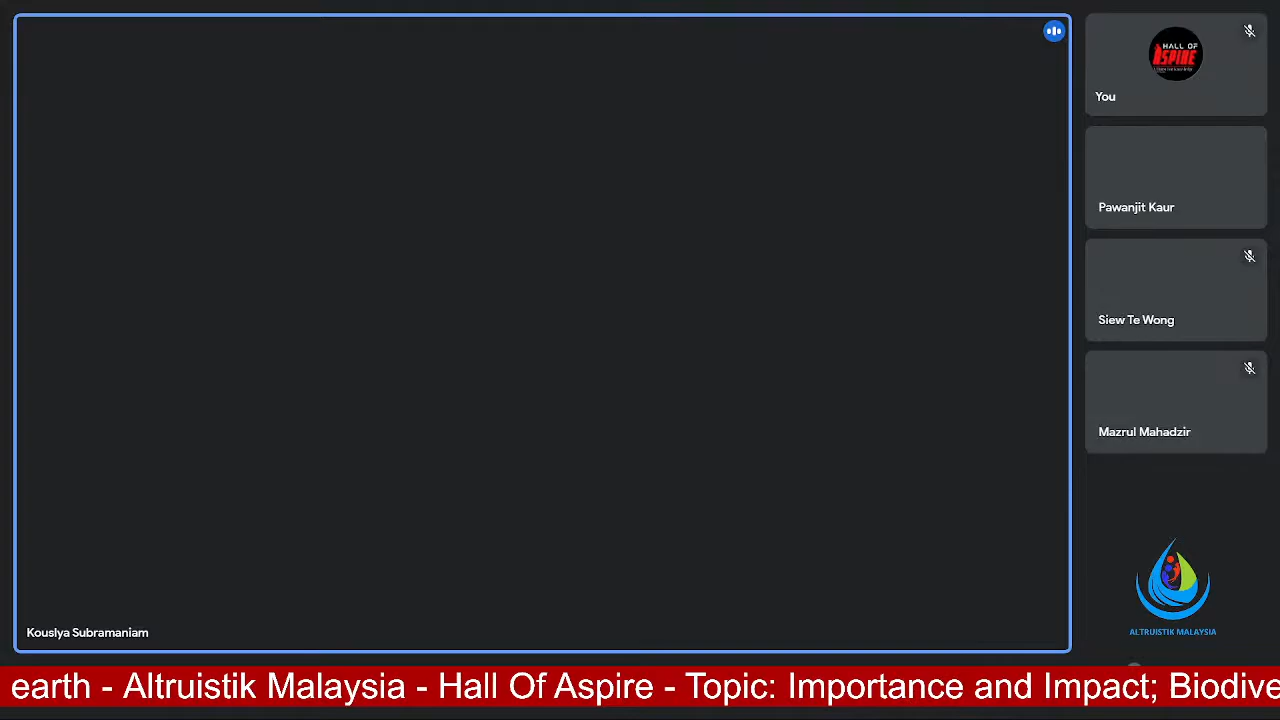 HALL OF
ASPIRE
You
Pawanjit Kaur
Siew Te Wong
Mazrul Mahadzir
Kouslya Subramaniam
ALTRUISTIK MALAYSIA
earth - Altruistik Malaysia - Hall Of Aspire - Topic: Importance and Impact; Biodive